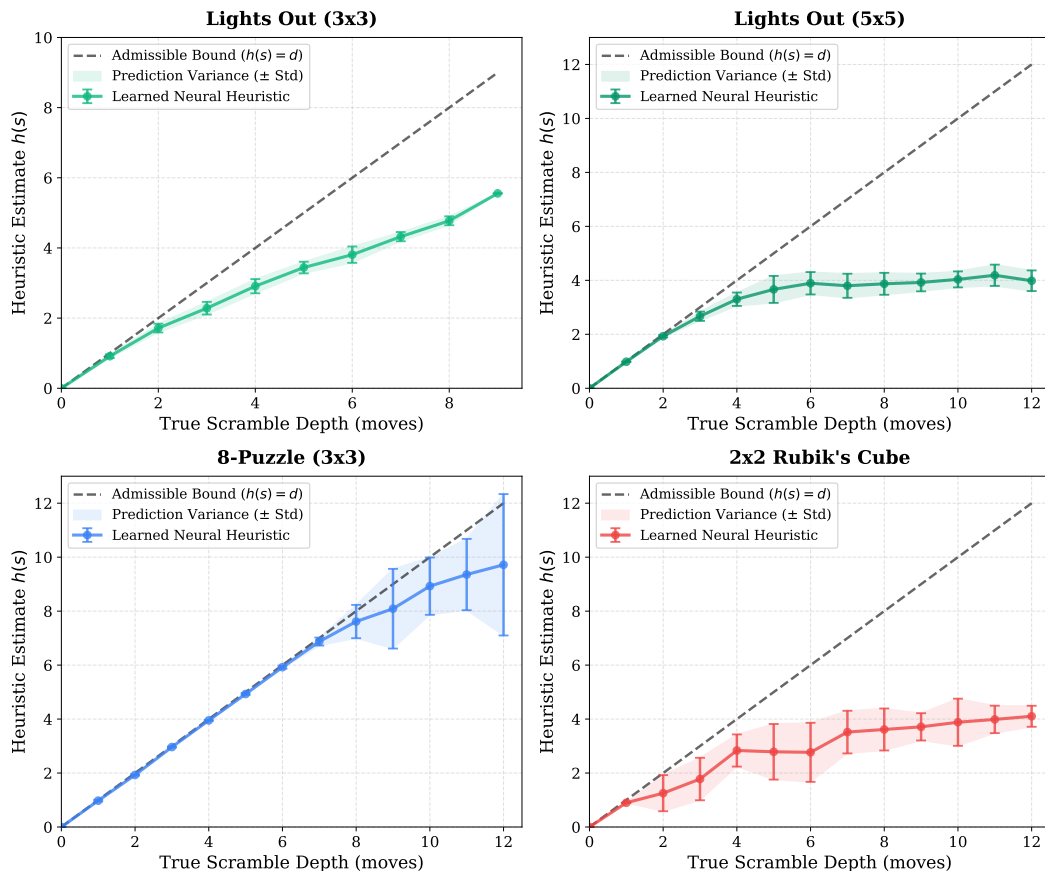 Lights Out (3x3)
Heuristic Estimate h(s)
10
8
6
4
2
0
Admissible Bound (h(s) = d)
Prediction Variance (± Std)
Learned Neural Heuristic
0 2 4 6 8
True Scramble Depth (moves)
Lights Out (5x5)
Heuristic Estimate h(s)
12
10
8
6
4
2
0
Admissible Bound (h(s) = d)
Prediction Variance (± Std)
Learned Neural Heuristic
0 2 4 6 8 10 12
True Scramble Depth (moves)
8-Puzzle (3x3)
Heuristic Estimate h(s)
12
10
8
6
4
2
0
Admissible Bound (h(s) = d)
Prediction Variance (± Std)
Learned Neural Heuristic
0 2 4 6 8 10 12
True Scramble Depth (moves)
2x2 Rubik's Cube
Heuristic Estimate h(s)
12
10
8
6
4
2
0
Admissible Bound (h(s) = d)
Prediction Variance (± Std)
Learned Neural Heuristic
0 2 4 6 8 10 12
True Scramble Depth (moves)